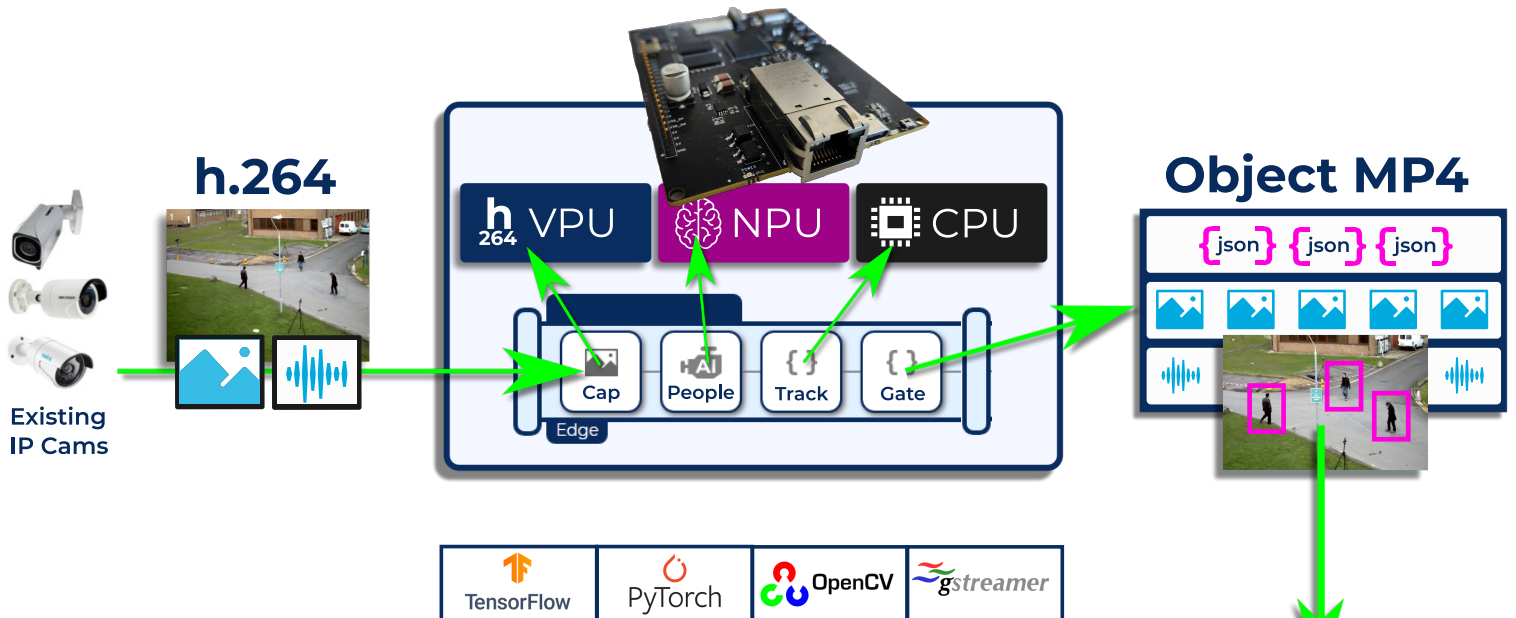 h.264
Existing
IP Cams
h
264
VPU
NPU
CPU
Cap
AI
People
{ }
Track
{ }
Gate
Edge
Object MP4
{json} {json} {json}
TensorFlow
PyTorch
OpenCV
gstreamer